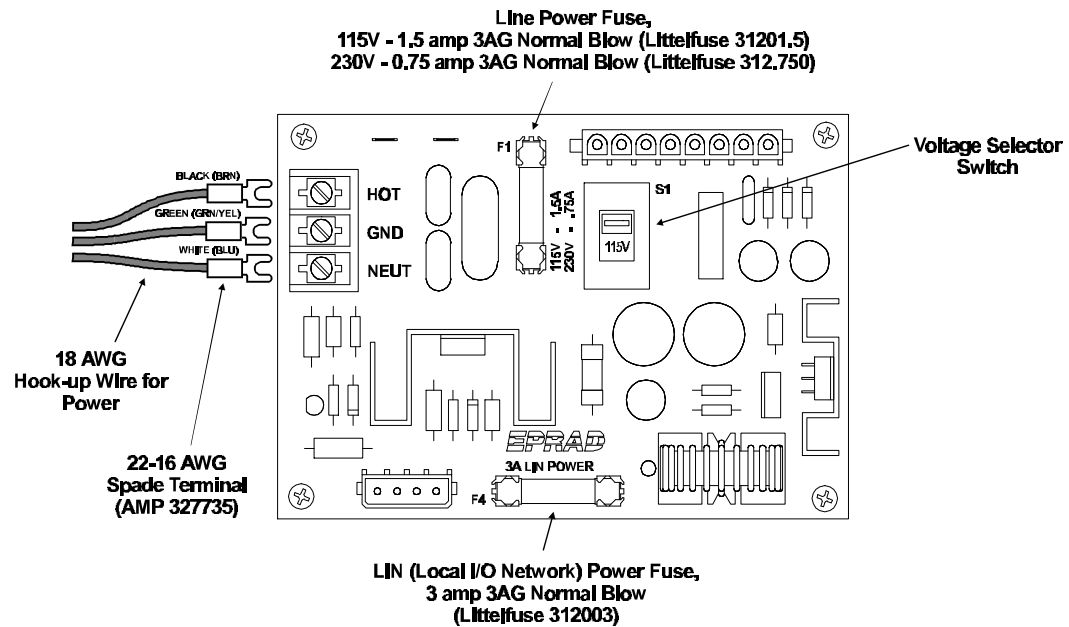 Line Power Fuse,
115V - 1.5 amp 3AG Normal Blow (Littelfuse 31201.5)
230V - 0.75 amp 3AG Normal Blow (Littelfuse 312.750)
Voltage Selector
Switch
F1
S1
115V - 1.5A
230V - .75A
115V
BLACK (BRN)
GREEN (GRN/YEL)
WHITE (BLU)
HOT
GND
NEUT
18 AWG
Hook-up Wire for
Power
22-16 AWG
Spade Terminal
(AMP 327735)
EPRAD
3A LIN POWER
F4
LIN (Local I/O Network) Power Fuse,
3 amp 3AG Normal Blow
(Littelfuse 312003)